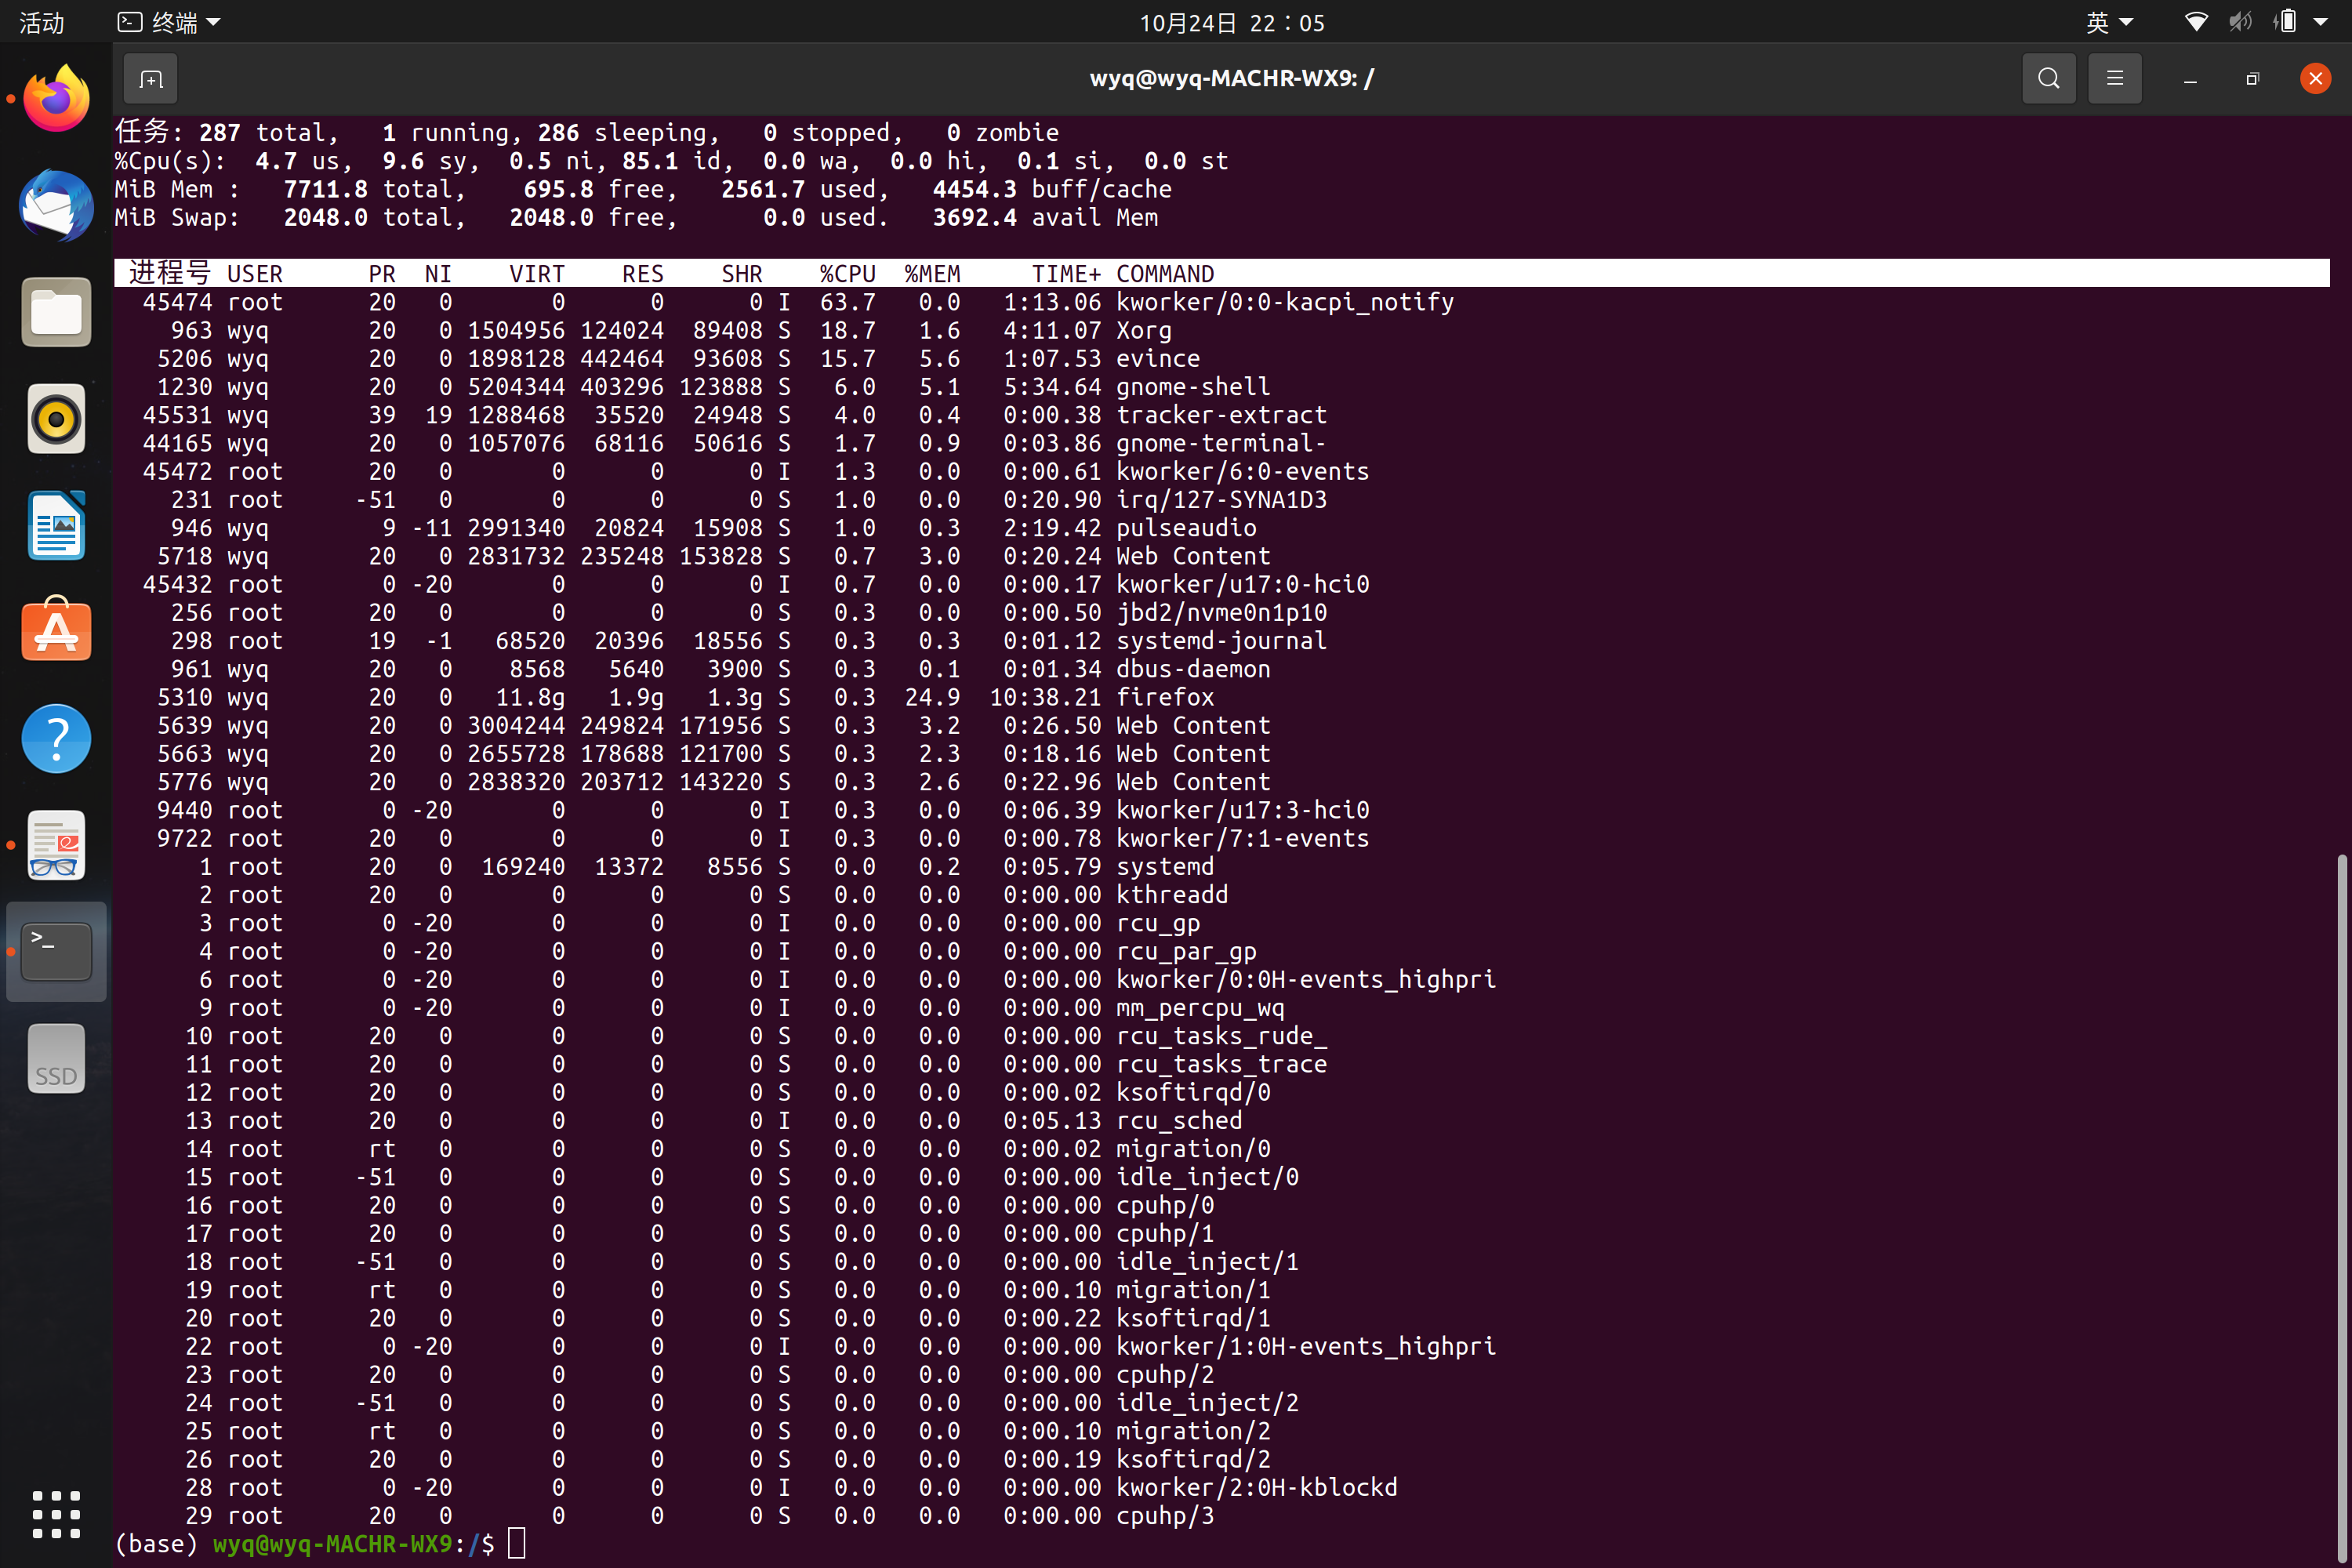 活动 终端 10月24日 22：05 英
wyq@wyq-MACHR-WX9: /
任务: 287 total,   1 running, 286 sleeping,   0 stopped,   0 zombie
%Cpu(s):  4.7 us,  9.6 sy,  0.5 ni, 85.1 id,  0.0 wa,  0.0 hi,  0.1 si,  0.0 st
MiB Mem :   7711.8 total,    695.8 free,   2561.7 used,   4454.3 buff/cache
MiB Swap:   2048.0 total,   2048.0 free,      0.0 used.   3692.4 avail Mem
进程号 USER      PR  NI    VIRT    RES    SHR    %CPU  %MEM     TIME+ COMMAND
45474 root      20   0       0      0      0 I  63.7   0.0   1:13.06 kworker/0:0-kacpi_notify
963 wyq       20   0 1504956 124024  89408 S  18.7   1.6   4:11.07 Xorg
5206 wyq       20   0 1898128 442464  93608 S  15.7   5.6   1:07.53 evince
1230 wyq       20   0 5204344 403296 123888 S   6.0   5.1   5:34.64 gnome-shell
45531 wyq       39  19 1288468  35520  24948 S   4.0   0.4   0:00.38 tracker-extract
44165 wyq       20   0 1057076  68116  50616 S   1.7   0.9   0:03.86 gnome-terminal-
45472 root      20   0       0      0      0 I   1.3   0.0   0:00.61 kworker/6:0-events
231 root     -51   0       0      0      0 S   1.0   0.0   0:20.90 irq/127-SYNA1D3
946 wyq        9 -11 2991340  20824  15908 S   1.0   0.3   2:19.42 pulseaudio
5718 wyq       20   0 2831732 235248 153828 S   0.7   3.0   0:20.24 Web Content
45432 root       0 -20       0      0      0 I   0.7   0.0   0:00.17 kworker/u17:0-hci0
256 root      20   0       0      0      0 S   0.3   0.0   0:00.50 jbd2/nvme0n1p10
298 root      19  -1   68520  20396  18556 S   0.3   0.3   0:01.12 systemd-journal
961 wyq       20   0    8568   5640   3900 S   0.3   0.1   0:01.34 dbus-daemon
5310 wyq       20   0   11.8g   1.9g   1.3g S   0.3  24.9  10:38.21 firefox
5639 wyq       20   0 3004244 249824 171956 S   0.3   3.2   0:26.50 Web Content
5663 wyq       20   0 2655728 178688 121700 S   0.3   2.3   0:18.16 Web Content
5776 wyq       20   0 2838320 203712 143220 S   0.3   2.6   0:22.96 Web Content
9440 root       0 -20       0      0      0 I   0.3   0.0   0:06.39 kworker/u17:3-hci0
9722 root      20   0       0      0      0 I   0.3   0.0   0:00.78 kworker/7:1-events
1 root      20   0  169240  13372   8556 S   0.0   0.2   0:05.79 systemd
2 root      20   0       0      0      0 S   0.0   0.0   0:00.00 kthreadd
3 root       0 -20       0      0      0 I   0.0   0.0   0:00.00 rcu_gp
4 root       0 -20       0      0      0 I   0.0   0.0   0:00.00 rcu_par_gp
6 root       0 -20       0      0      0 I   0.0   0.0   0:00.00 kworker/0:0H-events_highpri
9 root       0 -20       0      0      0 I   0.0   0.0   0:00.00 mm_percpu_wq
10 root      20   0       0      0      0 S   0.0   0.0   0:00.00 rcu_tasks_rude_
11 root      20   0       0      0      0 S   0.0   0.0   0:00.00 rcu_tasks_trace
12 root      20   0       0      0      0 S   0.0   0.0   0:00.02 ksoftirqd/0
13 root      20   0       0      0      0 I   0.0   0.0   0:05.13 rcu_sched
14 root      rt   0       0      0      0 S   0.0   0.0   0:00.02 migration/0
15 root     -51   0       0      0      0 S   0.0   0.0   0:00.00 idle_inject/0
16 root      20   0       0      0      0 S   0.0   0.0   0:00.00 cpuhp/0
17 root      20   0       0      0      0 S   0.0   0.0   0:00.00 cpuhp/1
18 root     -51   0       0      0      0 S   0.0   0.0   0:00.00 idle_inject/1
19 root      rt   0       0      0      0 S   0.0   0.0   0:00.10 migration/1
20 root      20   0       0      0      0 S   0.0   0.0   0:00.22 ksoftirqd/1
22 root       0 -20       0      0      0 I   0.0   0.0   0:00.00 kworker/1:0H-events_highpri
23 root      20   0       0      0      0 S   0.0   0.0   0:00.00 cpuhp/2
24 root     -51   0       0      0      0 S   0.0   0.0   0:00.00 idle_inject/2
25 root      rt   0       0      0      0 S   0.0   0.0   0:00.10 migration/2
26 root      20   0       0      0      0 S   0.0   0.0   0:00.19 ksoftirqd/2
28 root       0 -20       0      0      0 I   0.0   0.0   0:00.00 kworker/2:0H-kblockd
29 root      20   0       0      0      0 S   0.0   0.0   0:00.00 cpuhp/3
(base) wyq@wyq-MACHR-WX9:/$
SSD